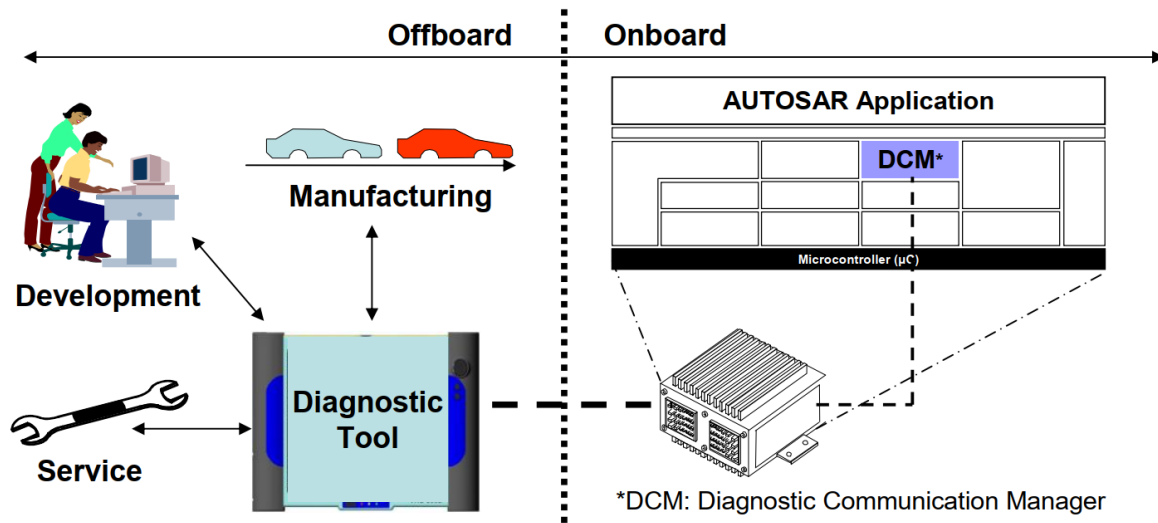 Offboard
Onboard
AUTOSAR Application
DCM*
Manufacturing
Microcontroller (µC)
Development
Diagnostic
Tool
Service
*DCM: Diagnostic Communication Manager